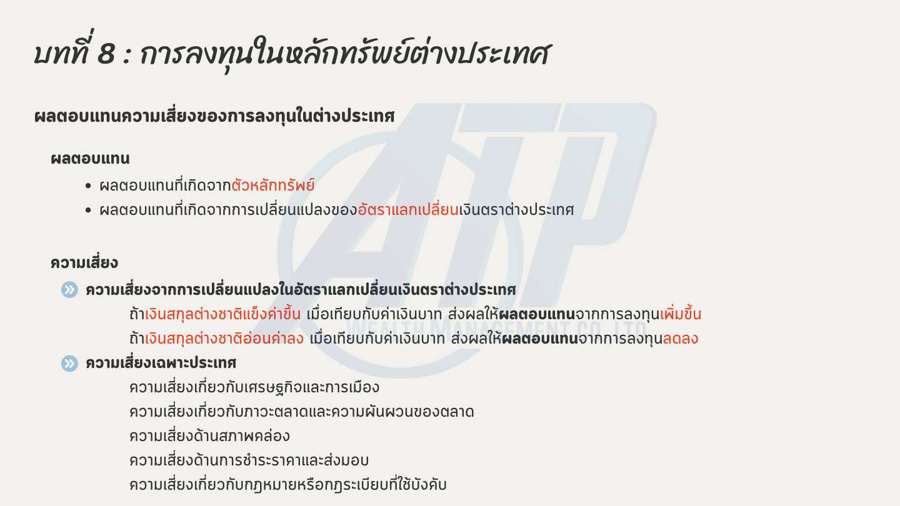 บทที่ 8 : การลงทุนในหลักทรัพย์ต่างประเทศ
ผลตอบแทนความเสี่ยงของการลงทุนในต่างประเทศ
ผลตอบแทน
• ผลตอบแทนที่เกิดจากตัวหลักทรัพย์
• ผลตอบแทนที่เกิดจากการเปลี่ยนแปลงของอัตราแลกเปลี่ยนเงินตราต่างประเทศ
ความเสี่ยง
ความเสี่ยงจากการเปลี่ยนแปลงในอัตราแลกเปลี่ยนเงินตราต่างประเทศ
ถ้าเงินสกุลต่างชาติแข็งค่าขึ้น เมื่อเทียบกับค่าเงินบาท ส่งผลให้ผลตอบแทนจากการลงทุนเพิ่มขึ้น
ถ้าเงินสกุลต่างชาติอ่อนค่าลง เมื่อเทียบกับค่าเงินบาท ส่งผลให้ผลตอบแทนจากการลงทุนลดลง
ความเสี่ยงเฉพาะประเทศ
ความเสี่ยงเกี่ยวกับเศรษฐกิจและการเมือง
ความเสี่ยงเกี่ยวกับภาวะตลาดและความผันผวนของตลาด
ความเสี่ยงด้านสภาพคล่อง
ความเสี่ยงด้านการชำระราคาและส่งมอบ
ความเสี่ยงเกี่ยวกับกฎหมายหรือกฎระเบียบที่ใช้บังคับ
ATP
WEALTH MANAGEMENT CO., LTD.